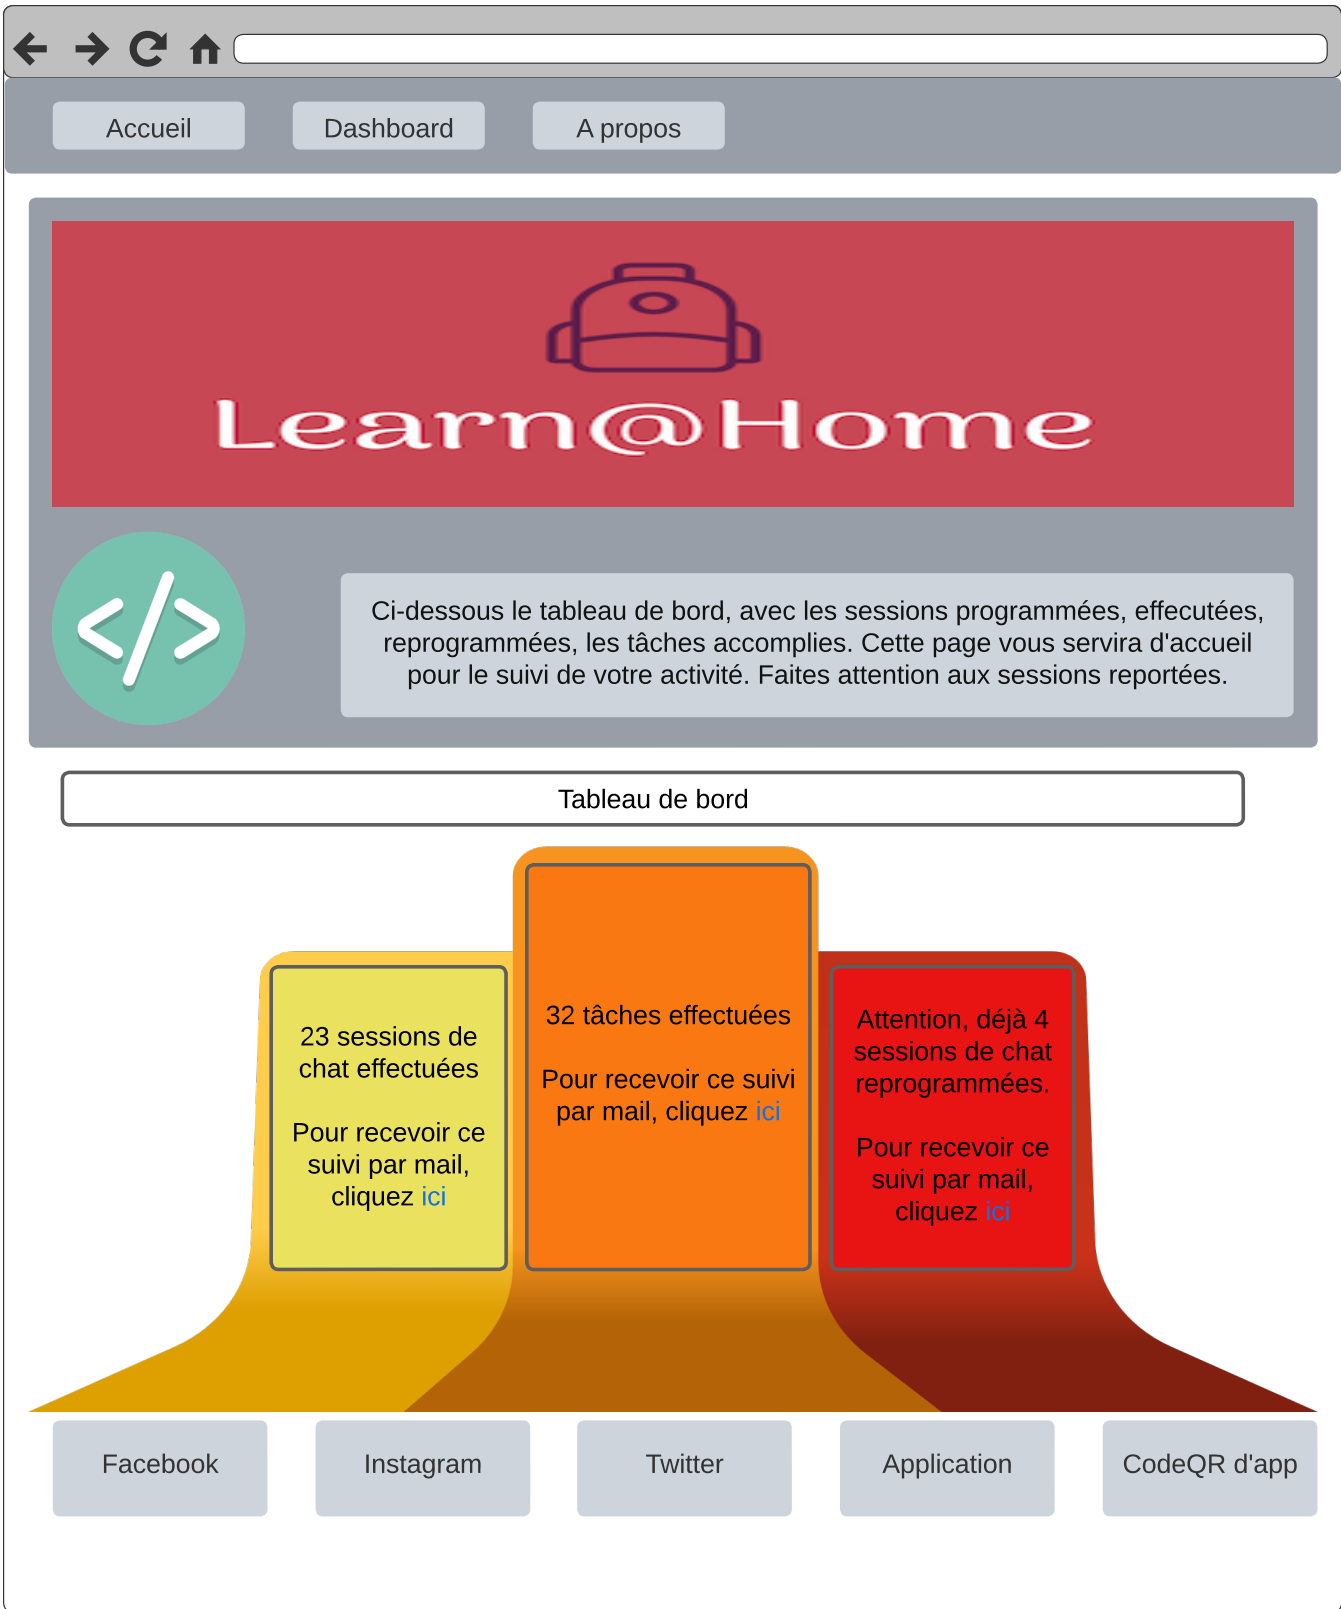 Accueil
Dashboard
A propos
Learn@Home
Ci-dessous le tableau de bord, avec les sessions programmées, effecutées,
reprogrammées, les tâches accomplies. Cette page vous servira d'accueil
pour le suivi de votre activité. Faites attention aux sessions reportées.
Tableau de bord
23 sessions de
chat effectuées
Pour recevoir ce
suivi par mail,
cliquez ici
32 tâches effectuées
Pour recevoir ce suivi
par mail, cliquez ici
Attention, déjà 4
sessions de chat
reprogrammées.
Pour recevoir ce
suivi par mail,
cliquez ici
Facebook
Instagram
Twitter
Application
CodeQR d'app